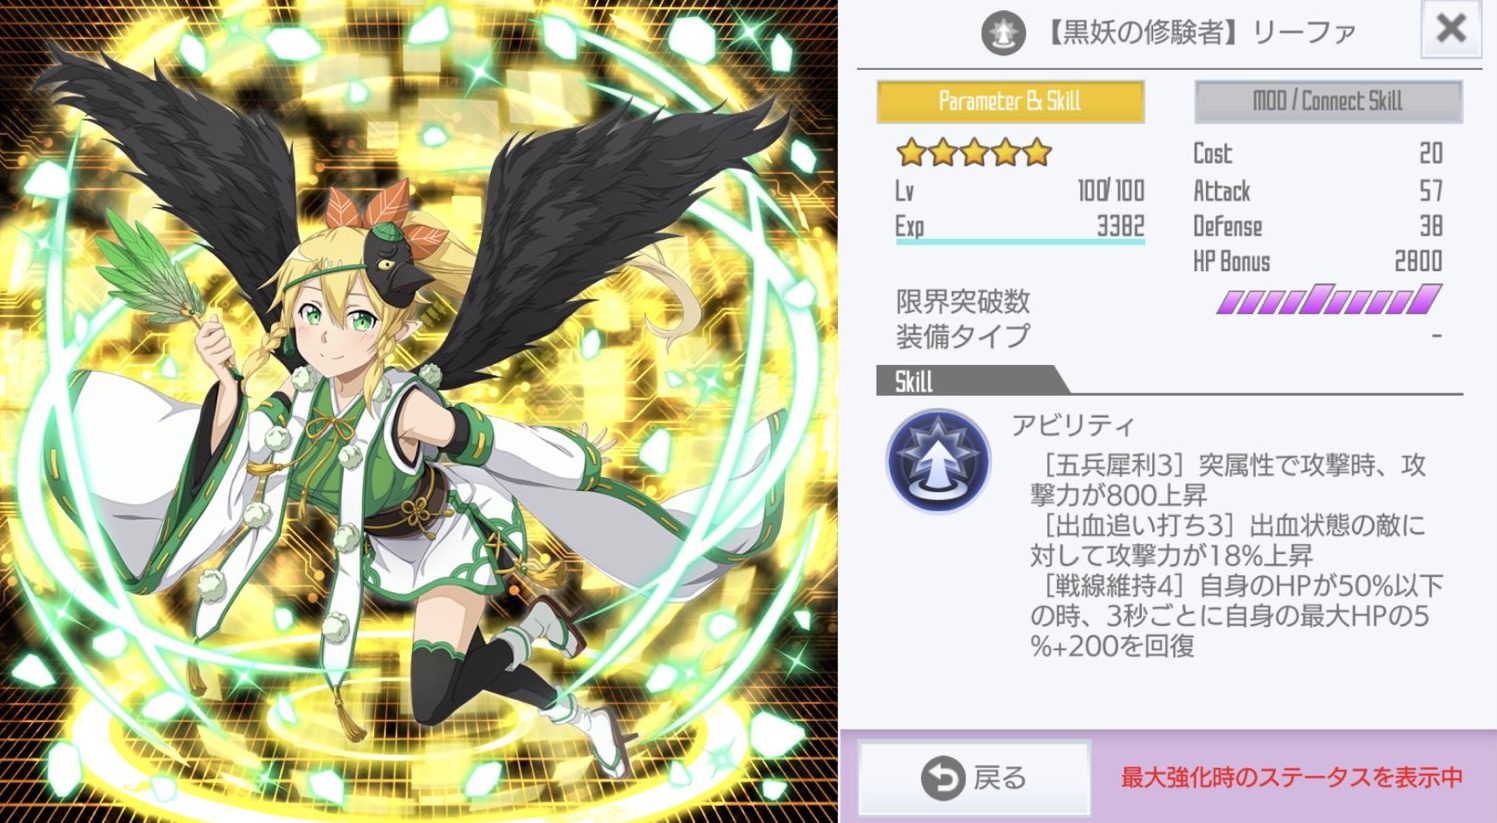 【黒妖の修験者】リーファ
Parameter & Skill
MOD / Connect Skill
Lv 100/100
Exp 3382
Cost 20
Attack 57
Defense 38
HP Bonus 2800
限界突破数
装備タイプ -
Skill
アビリティ
［五兵犀利3］突属性で攻撃時、攻
撃力が800上昇
［出血追い打ち3］出血状態の敵に
対して攻撃力が18%上昇
［戦線維持4］自身のHPが50%以下
の時、3秒ごとに自身の最大HPの5
%+200を回復
戻る
最大強化時のステータスを表示中